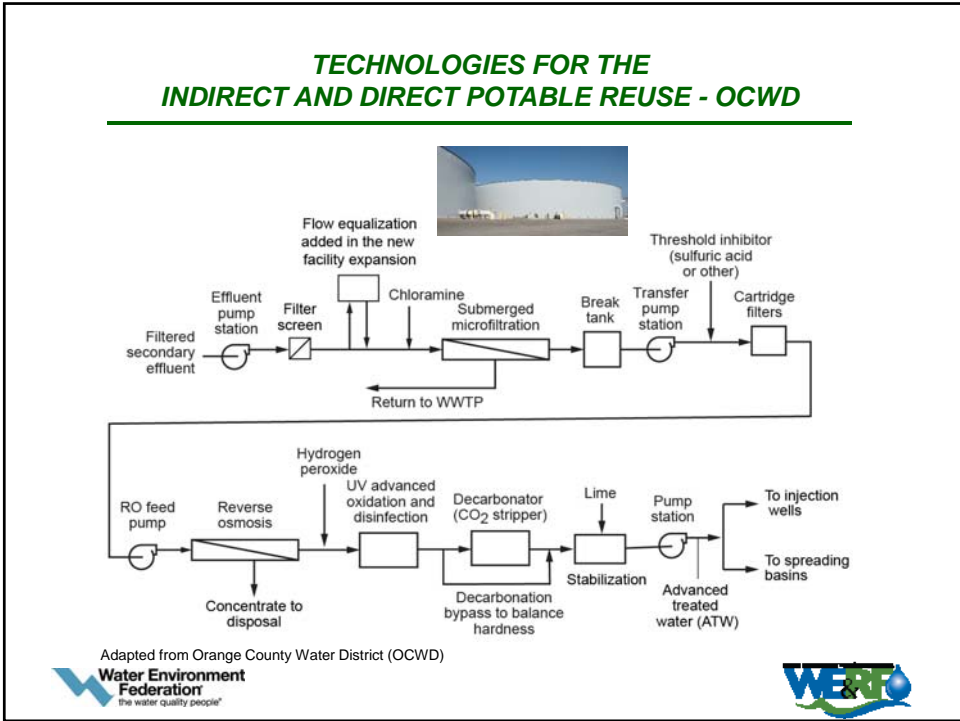 TECHNOLOGIES FOR THE
INDIRECT AND DIRECT POTABLE REUSE - OCWD
Flow equalization
added in the new
facility expansion
Threshold inhibitor
(sulfuric acid
or other)
Effluent
pump
station
Filter
screen
Chloramine
Submerged
microfiltration
Break
tank
Transfer
pump
station
Cartridge
filters
Filtered
secondary
effluent
Return to WWTP
Hydrogen
peroxide
RO feed
pump
Reverse
osmosis
UV advanced
oxidation and
disinfection
Decarbonator
(CO2 stripper)
Lime
Pump
station
To injection
wells
Stabilization
To spreading
basins
Concentrate to
disposal
Decarbonation
bypass to balance
hardness
Advanced
treated
water (ATW)
Adapted from Orange County Water District (OCWD)
Water Environment
Federation
the water quality people®
WE&RF